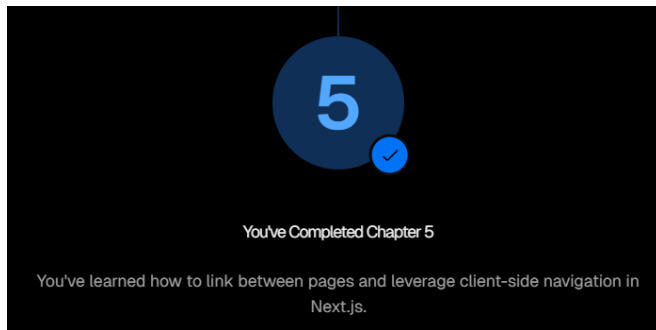 5
You've Completed Chapter 5
You've learned how to link between pages and leverage client-side navigation in
Next.js.